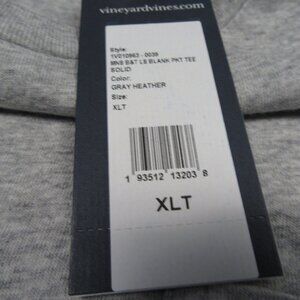 vineyardvines.com
Style:
1V010963 - 0039
MNS B&T LS BLANK PKT TEE
SOLID
Color:
GRAY HEATHER
Size:
XLT
1 93512 13203 8
XLT